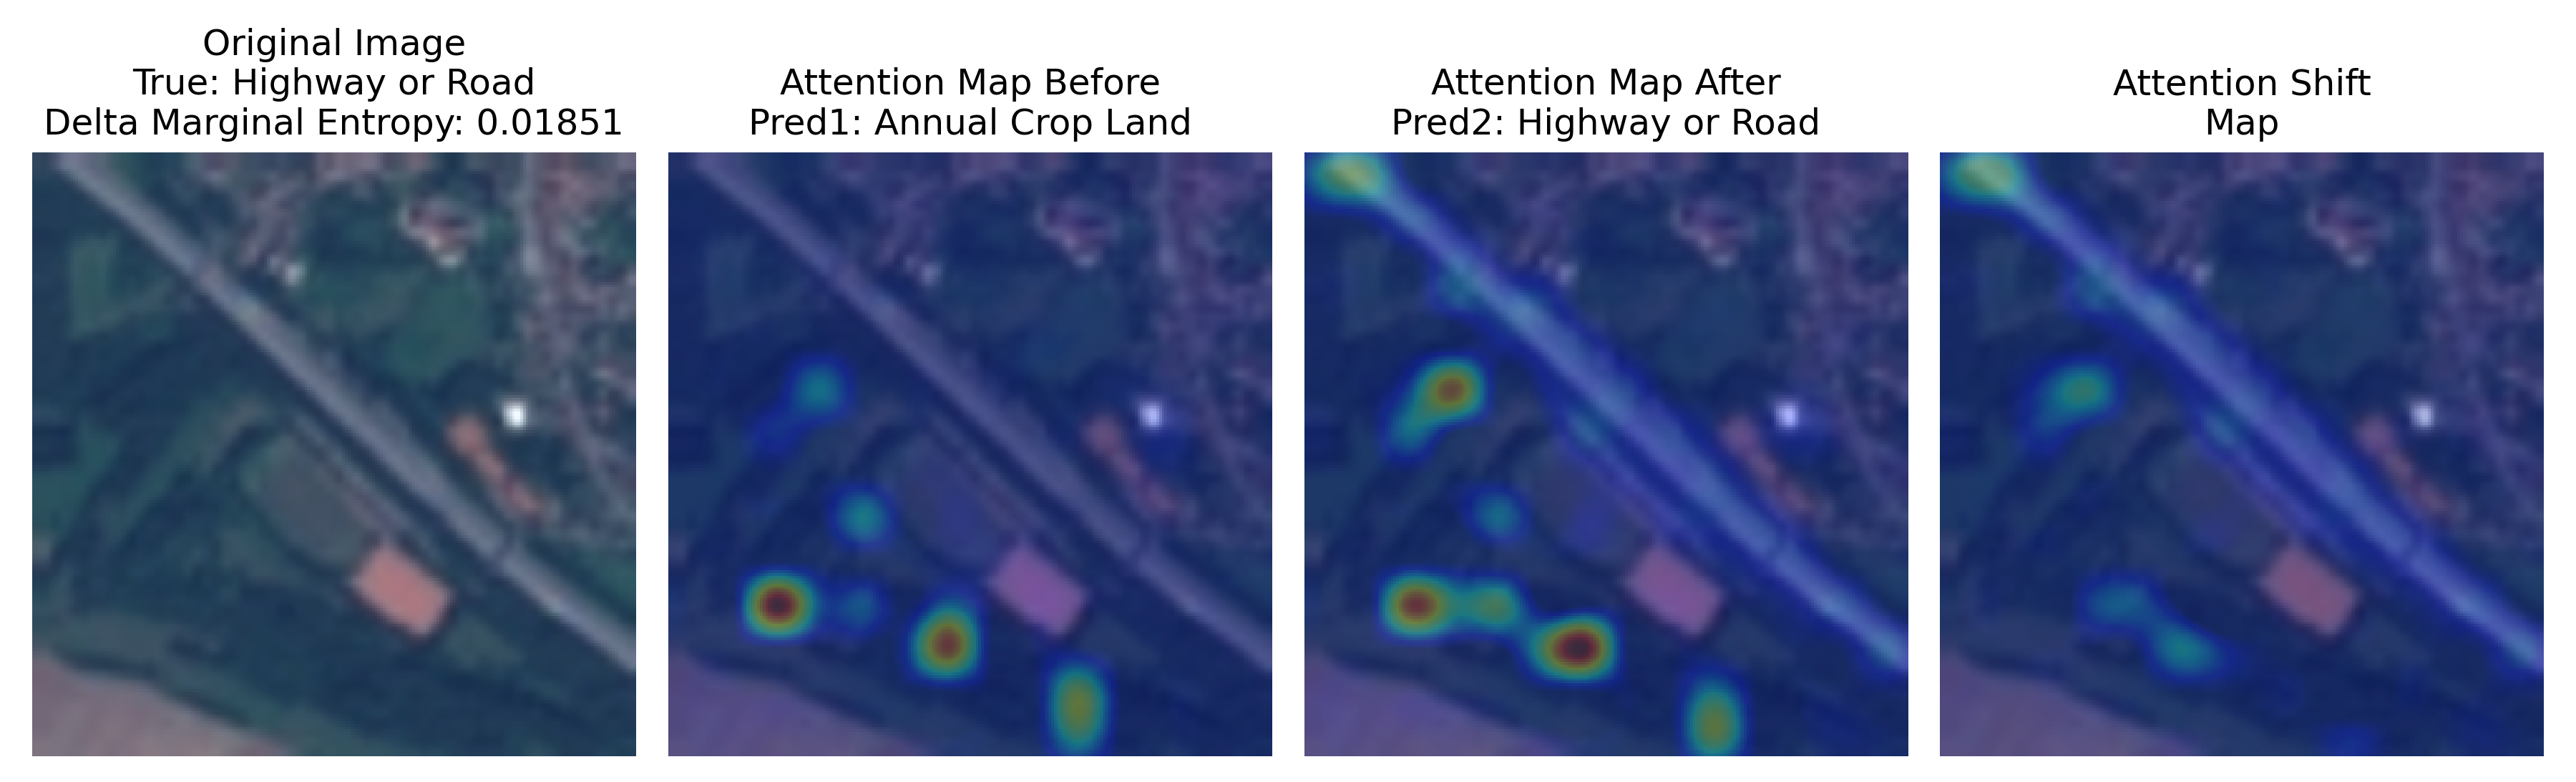 Original Image
True: Highway or Road
Delta Marginal Entropy: 0.01851
Attention Map Before
Pred1: Annual Crop Land
Attention Map After
Pred2: Highway or Road
Attention Shift
Map